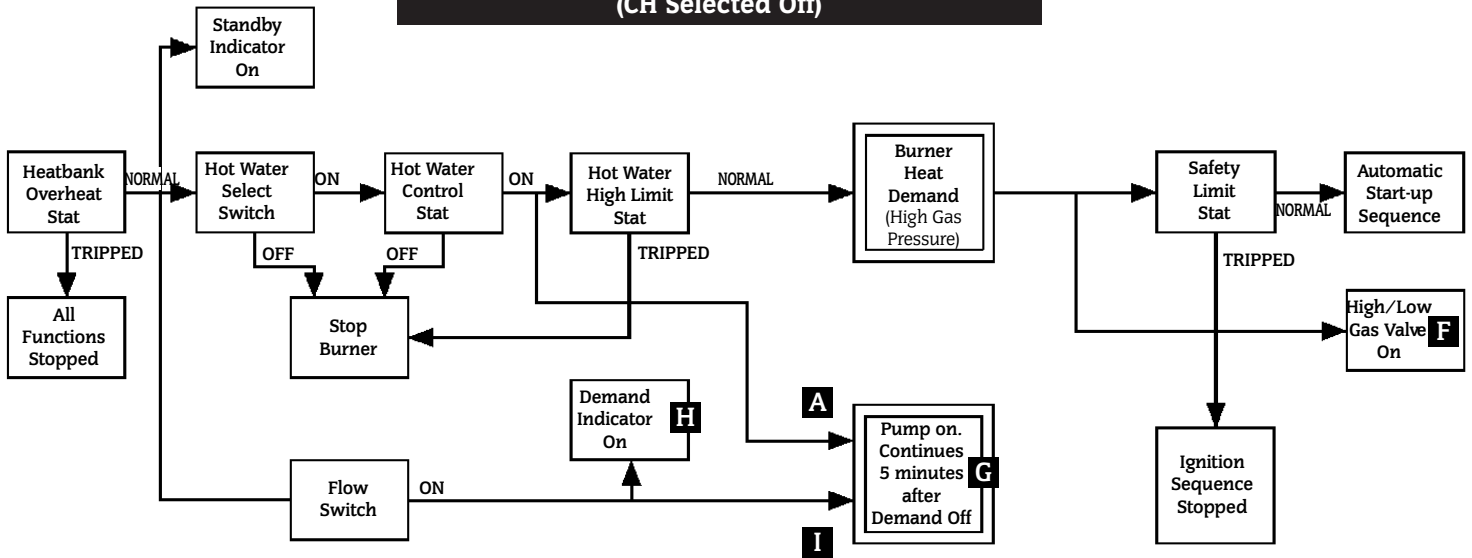 (CH Selected Off)
Standby
Indicator
On
Heatbank
Overheat
Stat
NORMAL
Hot Water
Select
Switch
ON
Hot Water
Control
Stat
ON
Hot Water
High Limit
Stat
NORMAL
Burner
Heat
Demand
(High Gas
Pressure)
Safety
Limit
Stat
NORMAL
Automatic
Start-up
Sequence
TRIPPED
OFF
OFF
TRIPPED
TRIPPED
All
Functions
Stopped
Stop
Burner
High/Low
Gas Valve F
On
Demand
Indicator H
On
A
Pump on.
Continues
5 minutes G
after
Demand Off
Flow
Switch
ON
I
Ignition
Sequence
Stopped